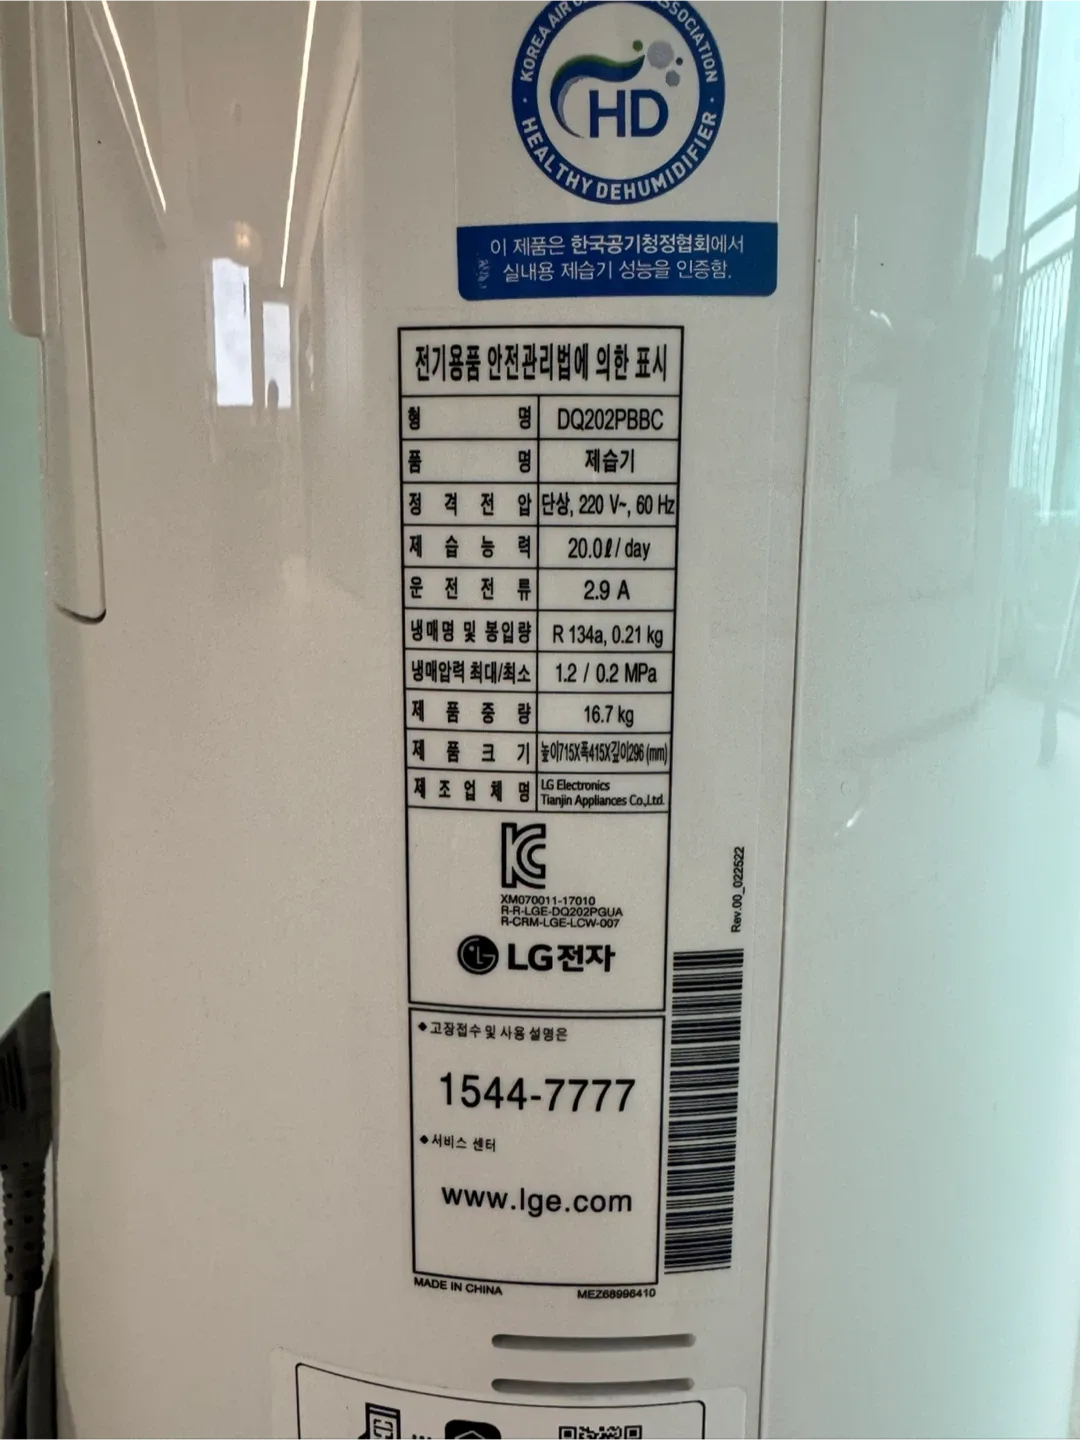 KOREA AIR SSOCIATION
HD
HEALTHY DEHUMIDIFIER
이 제품은 한국공기청정협회에서
실내용 제습기 성능을 인증함.
전기용품 안전관리법에 의한 표시
형 명 DQ202PBBC
품 명 제습기
정 격 전 압 단상, 220 V~, 60 Hz
제 습 능 력 20.0ℓ/ day
운 전 전 류 2.9 A
냉매명 및 봉입량 R 134a, 0.21 kg
냉매압력 최대/최소 1.2 / 0.2 MPa
제 품 중 량 16.7 kg
제 품 크 기 높이715X폭415X깊이296 (mm)
제 조 업 체 명 LG Electronics
Tianjin Appliances Co.,Ltd.
XM070011-17010
R-R-LGE-DQ202PGUA
R-CRM-LGE-LCW-007
LG전자
Rev.00_022522
◆고장접수 및 사용 설명은
1544-7777
◆서비스 센터
www.lge.com
MADE IN CHINA MEZ68996410